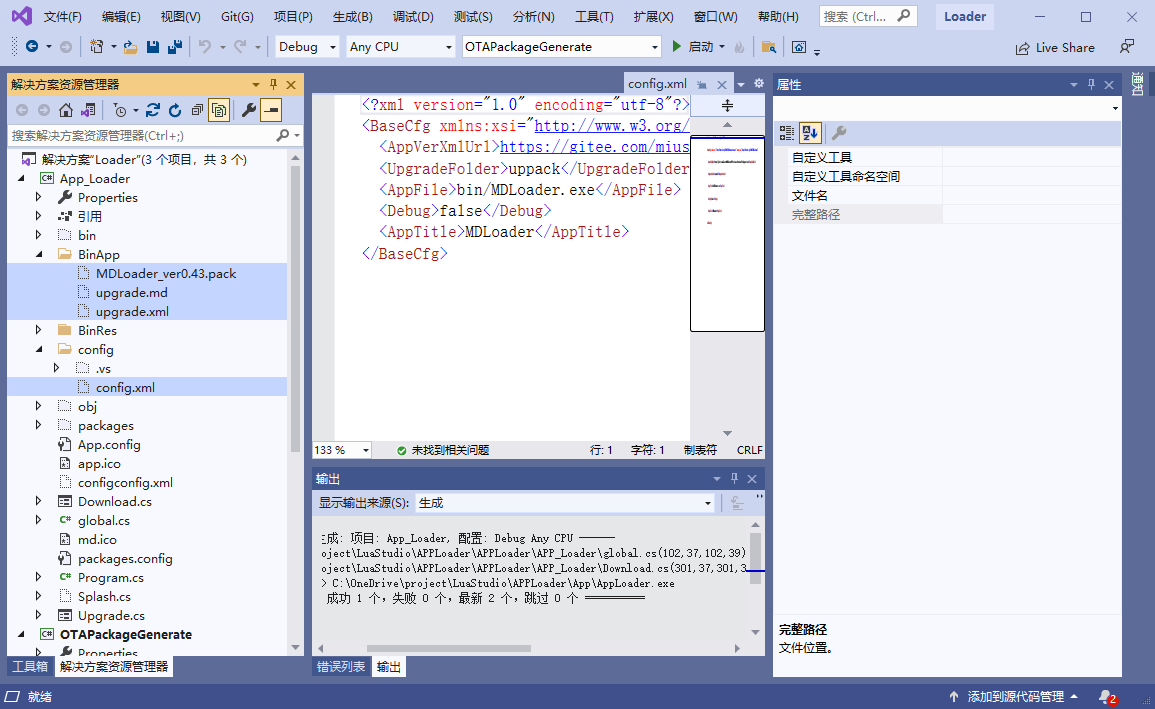 文件(F) 编辑(E) 视图(V) Git(G) 项目(P) 生成(B) 调试(D) 测试(S) 分析(N) 工具(T) 扩展(X) 窗口(W) 帮助(H) 搜索 (Ctrl... Loader
Debug Any CPU OTAPackageGenerate 启动 Live Share
解决方案资源管理器
搜索解决方案资源管理器(Ctrl+;)
解决方案"Loader"(3 个项目，共 3 个)
App_Loader
Properties
引用
bin
BinApp
MDLoader_ver0.43.pack
upgrade.md
upgrade.xml
BinRes
config
.vs
config.xml
obj
packages
App.config
app.ico
configconfig.xml
Download.cs
global.cs
md.ico
packages.config
Program.cs
Splash.cs
Upgrade.cs
OTAPackageGenerate
Properties
工具箱 解决方案资源管理器
config.xml
<?xml version="1.0" encoding="utf-8"?>
<BaseCfg xmlns:xsi="http://www.w3.org/
<AppVerXmlUrl>https://gitee.com/mius
<UpgradeFolder>uppack</UpgradeFolder
<AppFile>bin/MDLoader.exe</AppFile>
<Debug>false</Debug>
<AppTitle>MDLoader</AppTitle>
</BaseCfg>
133 % 未找到相关问题 行: 1 字符: 1 制表符 CRLF
输出
显示输出来源(S): 生成
成: 项目: App_Loader, 配置: Debug Any CPU ------
oject\LuaStudio\APPLoader\APPLoader\APP_Loader\global.cs(102,37,102,39)
oject\LuaStudio\APPLoader\APPLoader\APP_Loader\Download.cs(301,37,301,3
> C:\OneDrive\project\LuaStudio\APPLoader\App\AppLoader.exe
成功 1 个，失败 0 个，最新 2 个，跳过 0 个 ==========
错误列表 输出
属性
自定义工具
自定义工具命名空间
文件名
完整路径
完整路径
文件位置。
通知
就绪 添加到源代码管理 2